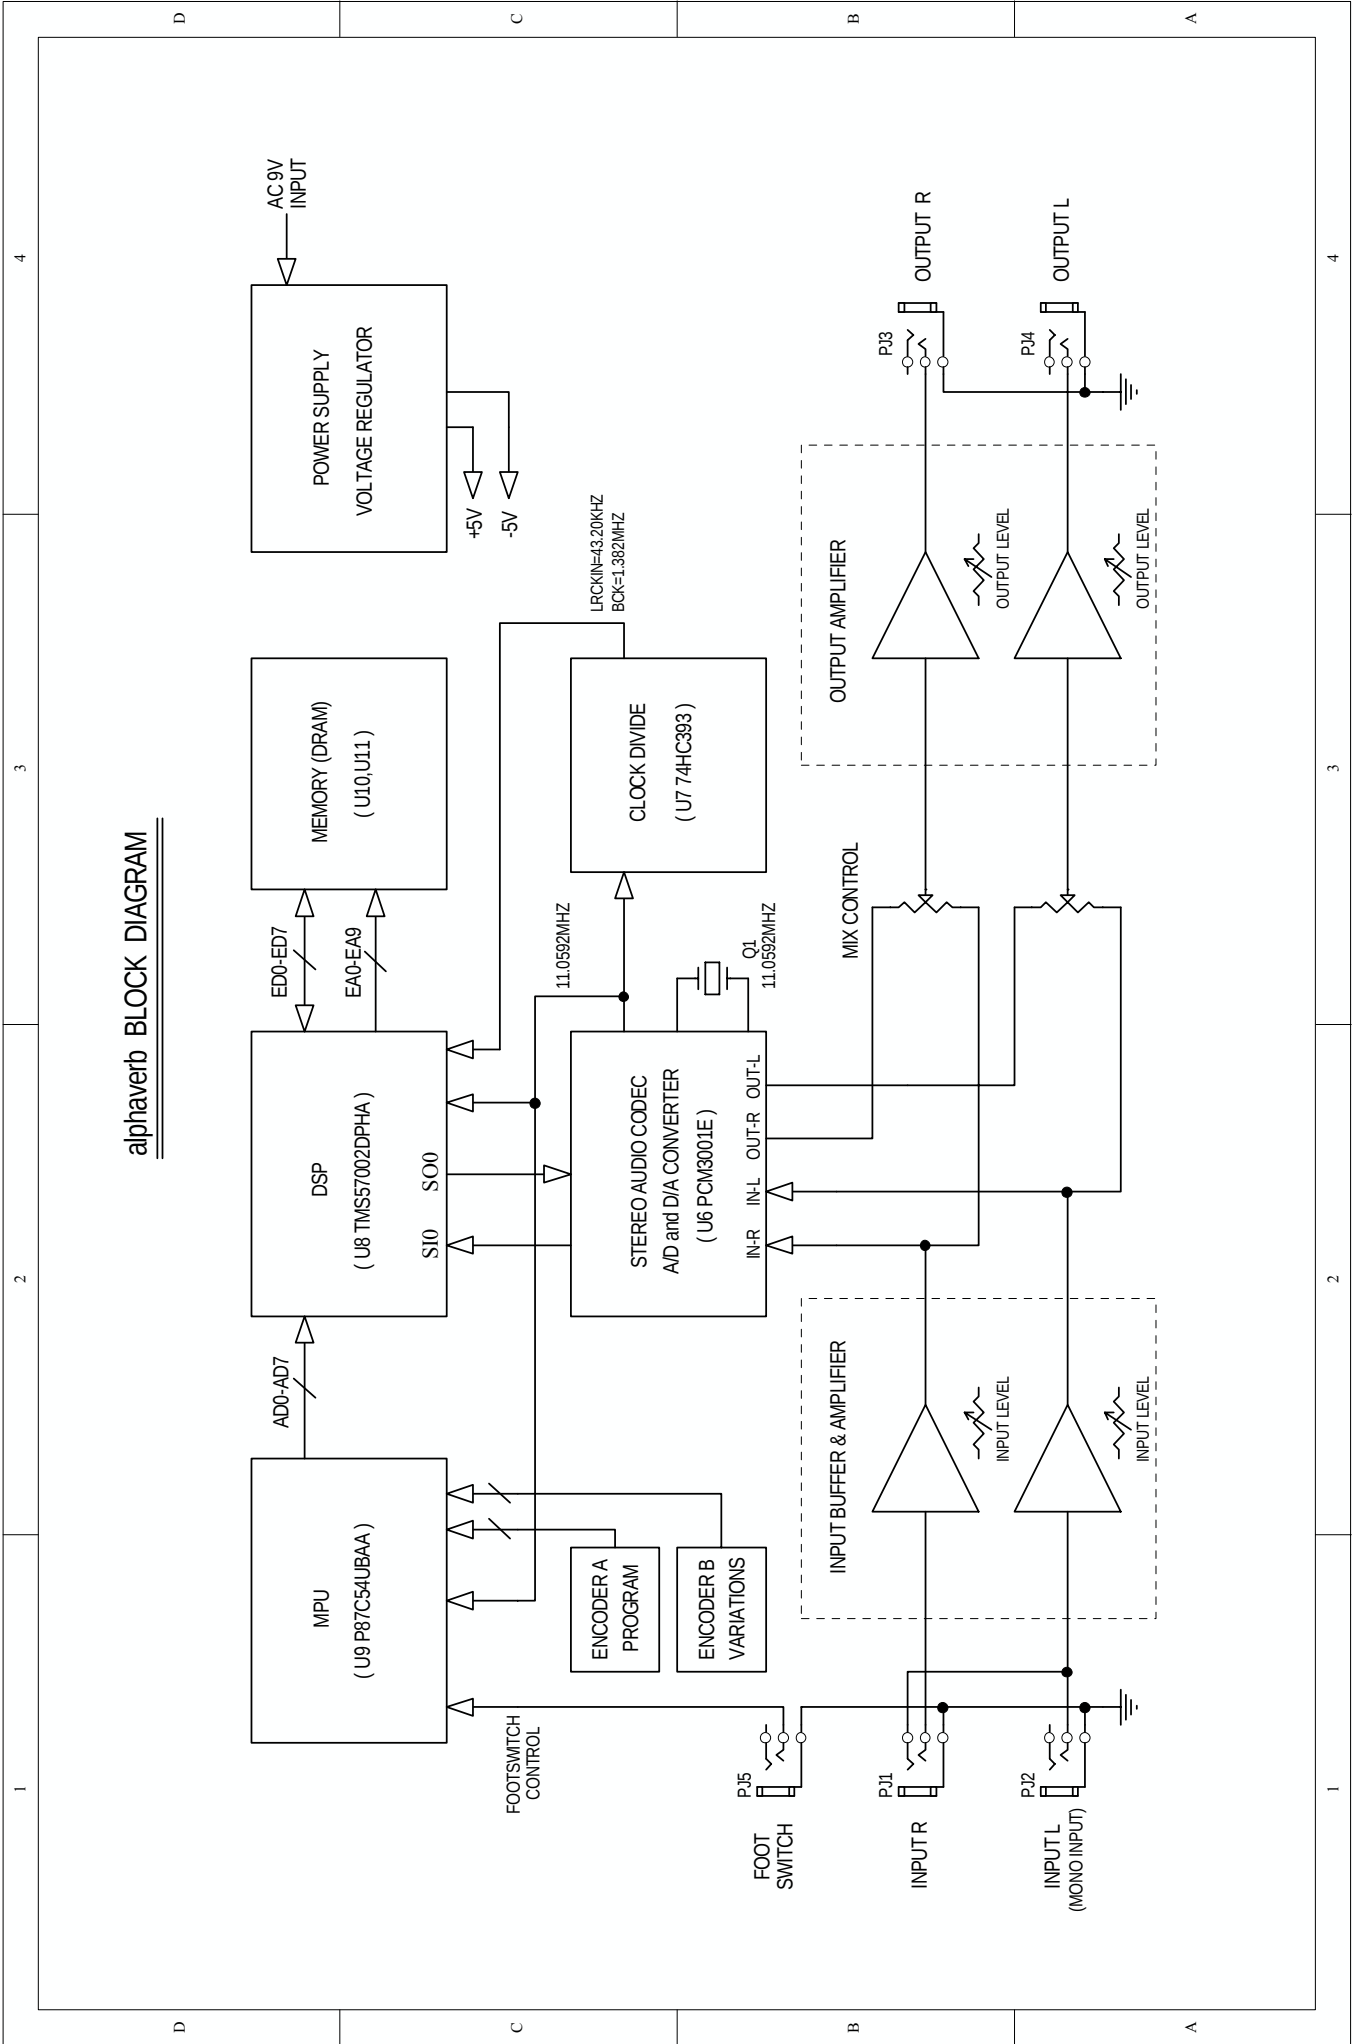 alphaverb BLOCK DIAGRAM
MPU
( U9 P87C54UBAA )
AD0-AD7
DSP
( U8 TMS57002DPHA )
SI0
SO0
ED0-ED7
EA0-EA9
MEMORY (DRAM)
( U10,U11 )
POWER SUPPLY
VOLTAGE REGULATOR
AC 9V
INPUT
+5V
-5V
FOOTSWITCH
CONTROL
ENCODER A
PROGRAM
ENCODER B
VARIATIONS
STEREO AUDIO CODEC
A/D and D/A CONVERTER
( U6 PCM3001E )
IN-R
IN-L
OUT-R
OUT-L
11.0592MHZ
Q1
11.0592MHZ
CLOCK DIVIDE
( U7 74HC393 )
LRCKIN=43.20KHZ
BCK=1.382MHZ
FOOT
SWITCH
PJ5
INPUT R
PJ1
INPUT L
(MONO INPUT)
PJ2
INPUT BUFFER & AMPLIFIER
INPUT LEVEL
INPUT LEVEL
MIX CONTROL
OUTPUT AMPLIFIER
OUTPUT LEVEL
OUTPUT LEVEL
PJ3
OUTPUT R
PJ4
OUTPUT L
1
2
3
4
1
2
3
4
D
C
B
A
D
C
B
A